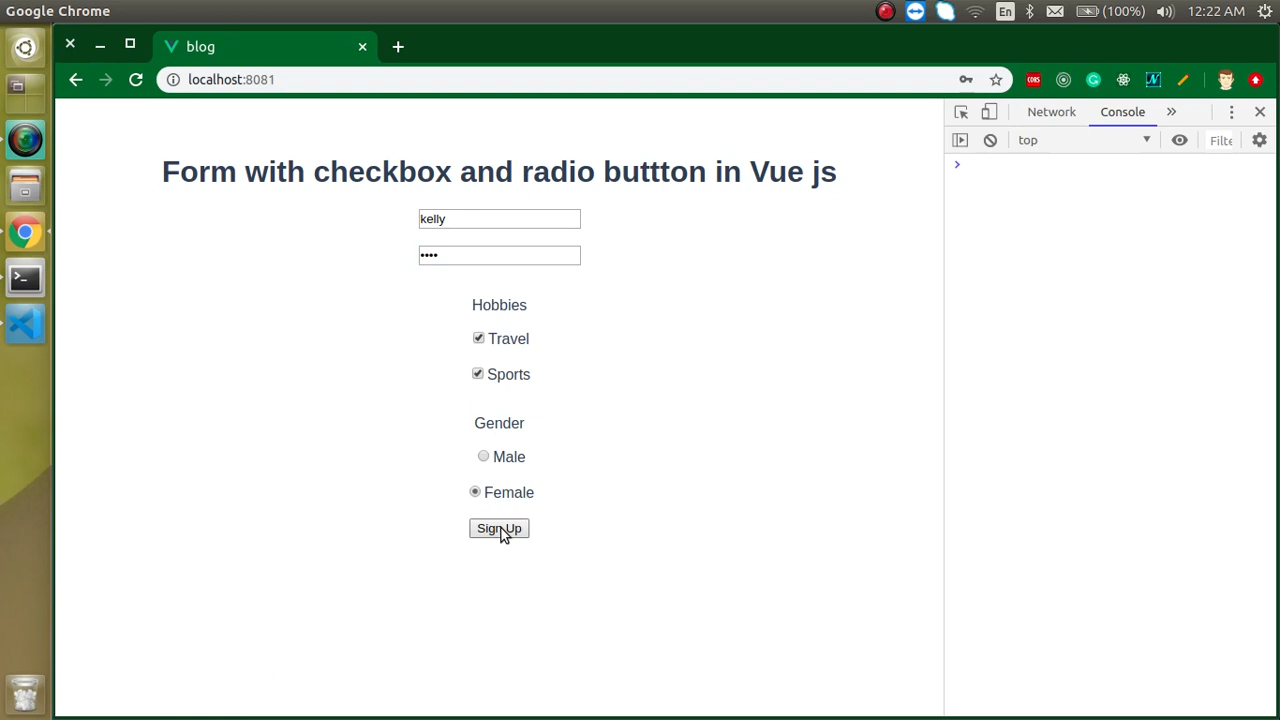 Google Chrome
En
(100%)
12:22 AM
blog
localhost:8081
CORS
Network
Console
top
Filte
Form with checkbox and radio buttton in Vue js
kelly
••••
Hobbies
Travel
Sports
Gender
Male
Female
Sign Up